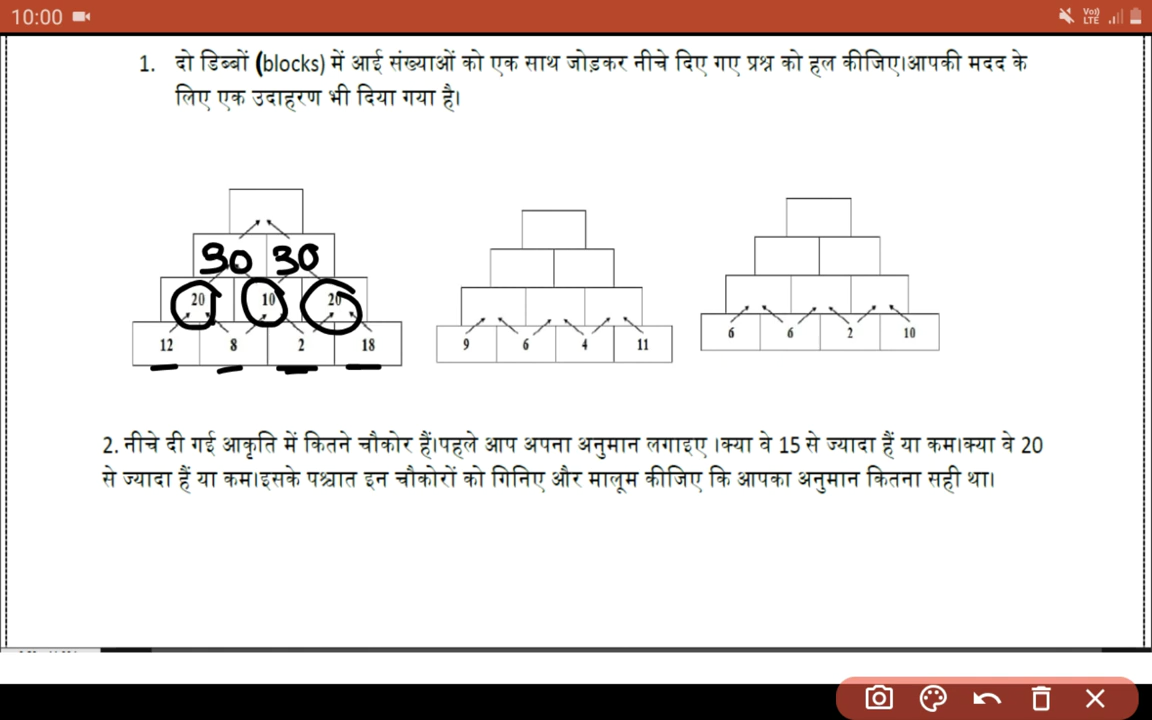 10:00
Vo)) LTE
1. दो डिब्बों (blocks) में आई संख्याओं को एक साथ जोड़कर नीचे दिए गए प्रश्न को हल कीजिए।आपकी मदद के
लिए एक उदाहरण भी दिया गया है।
30 30
20 10 20
12 8 2 18
9 6 4 11
6 6 2 10
2. नीचे दी गई आकृति में कितने चौकोर हैं।पहले आप अपना अनुमान लगाइए ।क्या वे 15 से ज्यादा हैं या कम।क्या वे 20
से ज्यादा हैं या कम।इसके पश्चात इन चौकोरों को गिनिए और मालूम कीजिए कि आपका अनुमान कितना सही था।